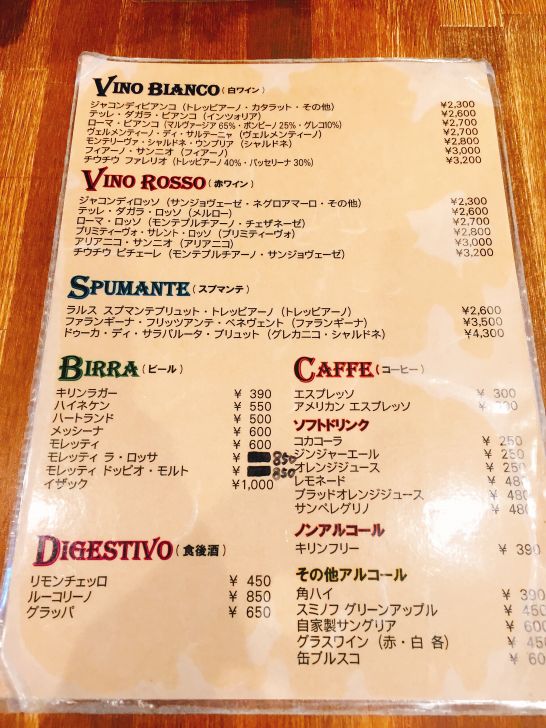 VINO BIANCO(白ワイン)
ジャコンディビアンコ(トレッビアーノ・カタラット・その他) ¥2,300
テッレ・ダガラ・ビアンコ(インツォリア) ¥2,600
ローマ・ビアンコ(マルヴァージア65%・ボンビーノ25%・グレコ10%) ¥2,700
ヴェルメンティーノ・ディ・サルテーニャ(ヴェルメンティーノ) ¥2,700
モンテリーヴァ・シャルドネ・ウンブリア(シャルドネ) ¥2,800
フィアーノ・サンニオ(フィアーノ) ¥3,000
チウチウ ファレリオ(トレッビアーノ40%・パッセリーナ30%) ¥3,200
VINO ROSSO(赤ワイン)
ジャコンディロッソ(サンジョヴェーゼ・ネグロアマーロ・その他) ¥2,300
テッレ・ダガラ・ロッソ(メルロー) ¥2,600
ローマ・ロッソ(モンテプルチアーノ・チェザネーゼ) ¥2,700
プリミティーヴォ・サレント・ロッソ(プリミティーヴォ) ¥2,800
アリアニコ・サンニオ(アリアニコ) ¥3,000
チウチウ ビチェーレ(モンテプルチアーノ・サンジョヴェーゼ) ¥3,200
SPUMANTE(スプマンテ)
ラルス スプマンテブリュット・トレッビアーノ(トレッビアーノ) ¥2,600
ファランギーナ・フリッツアンテ・ベネヴェント(ファランギーナ) ¥3,500
ドゥーカ・ディ・サラパルータ・ブリュット(グレカニコ・シャルドネ) ¥4,300
BIRRA(ビール)
キリンラガー ¥ 390
ハイネケン ¥ 550
ハートランド ¥ 500
メッシーナ ¥ 600
モレッティ ¥ 600
モレッティ ラ・ロッサ ¥ 850
モレッティ ドッピオ・モルト ¥ 850
イザック ¥1,000
DIGESTIVO(食後酒)
リモンチェッロ ¥ 450
ルーコリーノ ¥ 850
グラッパ ¥ 650
CAFFE(コーヒー)
エスプレッソ ¥ 300
アメリカン エスプレッソ ¥
ソフトドリンク
コカコーラ ¥ 250
ジンジャーエール ¥ 250
オレンジジュース ¥ 250
レモネード ¥ 480
ブラッドオレンジジュース ¥ 480
サンペレグリノ ¥ 480
ノンアルコール
キリンフリー ¥ 390
その他アルコール
角ハイ ¥ 390
スミノフ グリーンアップル ¥ 450
自家製サングリア ¥ 600
グラスワイン(赤・白 各) ¥ 450
缶プルスコ ¥ 60